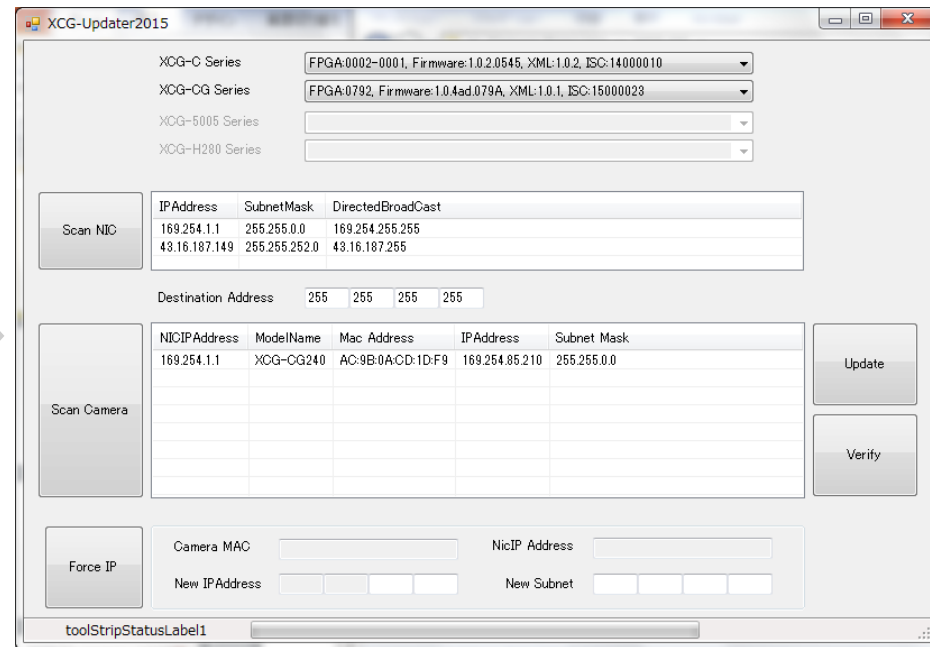 XCG-Updater2015
XCG-C Series FPGA:0002-0001, Firmware:1.0.2.0545, XML:1.0.2, ISC:14000010
XCG-CG Series FPGA:0792, Firmware:1.0.4ad.079A, XML:1.0.1, ISC:15000023
XCG-5005 Series
XCG-H280 Series
Scan NIC
IPAddress SubnetMask DirectedBroadCast
169.254.1.1 255.255.0.0 169.254.255.255
43.16.187.149 255.255.252.0 43.16.187.255
Destination Address 255 255 255 255
Scan Camera
NICIPAddress ModelName Mac Address IPAddress Subnet Mask
169.254.1.1 XCG-CG240 AC:9B:0A:CD:1D:F9 169.254.85.210 255.255.0.0
Update
Verify
Force IP
Camera MAC NicIP Address
New IPAddress New Subnet
toolStripStatusLabel1